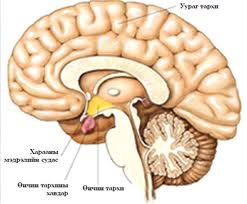 Уураг тархи
Харааны
мэдрэлийн судас
Өнчин тархины
хавдар
Өнчин тархи